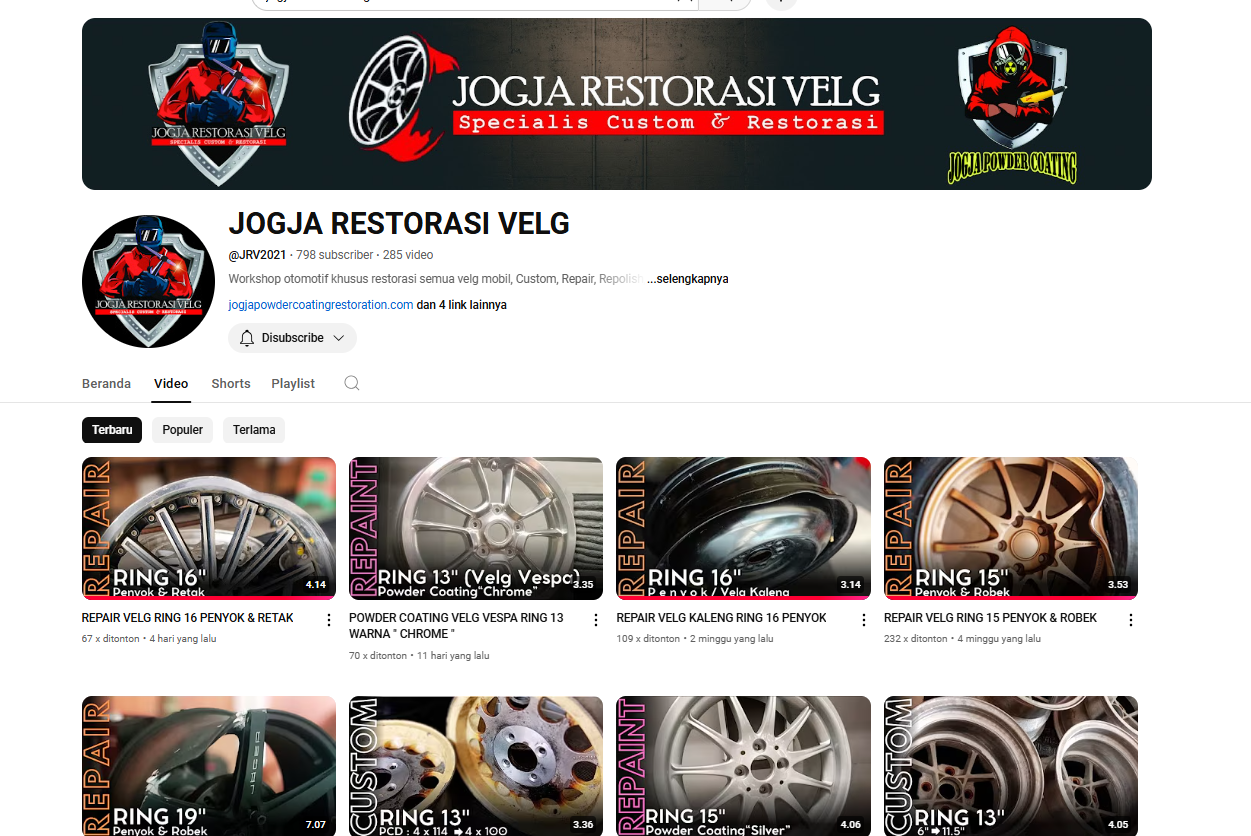 JOGJA RESTORASI VELG
SPECIALIS CUSTOM & RESTORASI
JOGJA RESTORASI VELG
Specialis Custom & Restorasi
JOGJA POWDER COATING
JOGJA RESTORASI VELG
SPECIALIS CUSTOM & RESTORASI
JOGJA RESTORASI VELG
@JRV2021 · 798 subscriber · 285 video
Workshop otomotif khusus restorasi semua velg mobil, Custom, Repair, Repolish ...selengkapnya
jogjapowdercoatingrestoration.com dan 4 link lainnya
Disubscribe
Beranda Video Shorts Playlist
Terbaru Populer Terlama
REPAIR
RING 16"
Penyok & Retak
4.14
REPAINT
RING 13" (Velg Vespa)
Powder Coating"Chrome"
3.35
REPAIR
RING 16"
Penyok / Velg Kaleng
3.14
REPAIR
RING 15"
Penyok & Robek
3.53
REPAIR VELG RING 16 PENYOK & RETAK
67 x ditonton • 4 hari yang lalu
POWDER COATING VELG VESPA RING 13
WARNA " CHROME "
70 x ditonton • 11 hari yang lalu
REPAIR VELG KALENG RING 16 PENYOK
109 x ditonton • 2 minggu yang lalu
REPAIR VELG RING 15 PENYOK & ROBEK
232 x ditonton • 4 minggu yang lalu
REPAIR
RING 19"
Penyok & Robek
7.07
CUSTOM
RING 13"
PCD : 4 x 114 ➡ 4 x 100
3.36
REPAINT
RING 15"
Powder Coating"Silver"
4.06
CUSTOM
RING 13"
6" ➡ 11.5"
4.05